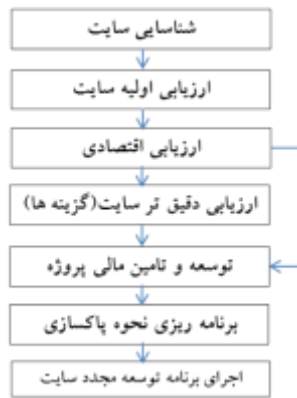 شناسایی سایت
ارزیابی اولیه سایت
ارزیابی اقتصادی
ارزیابی دقیق تر سایت(گزینه ها)
توسعه و تامین مالی پروژه
برنامه ریزی نحوه پاکسازی
اجرای برنامه توسعه مجدد سایت